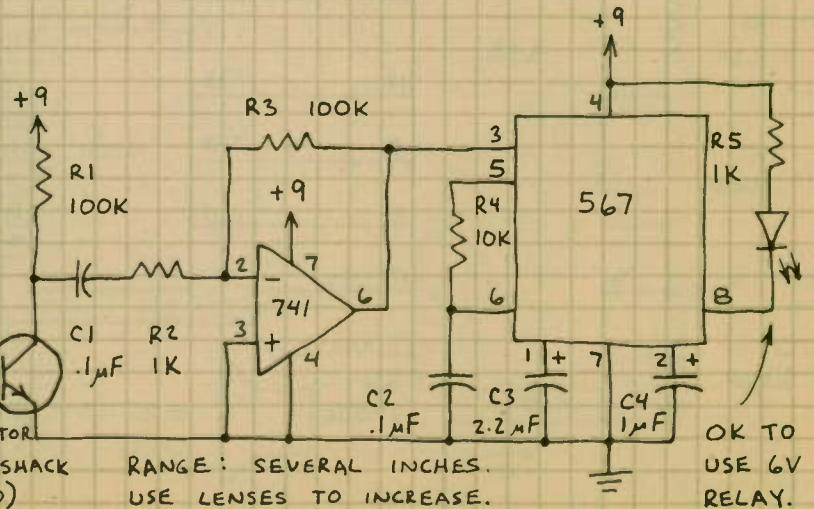 +9
4
+9
R3 100K
R1
100K
+9
7
2
-
741
6
3
+
4
C1
.1µF
R2
1K
3
5
R4
10K
6
567
R5
1K
8
1 +
7
2 +
C2
.1µF
C3
2.2µF
C4
1µF
OK TO
USE 6V
RELAY.
TOR
SHACK
RANGE: SEVERAL INCHES.
USE LENSES TO INCREASE.